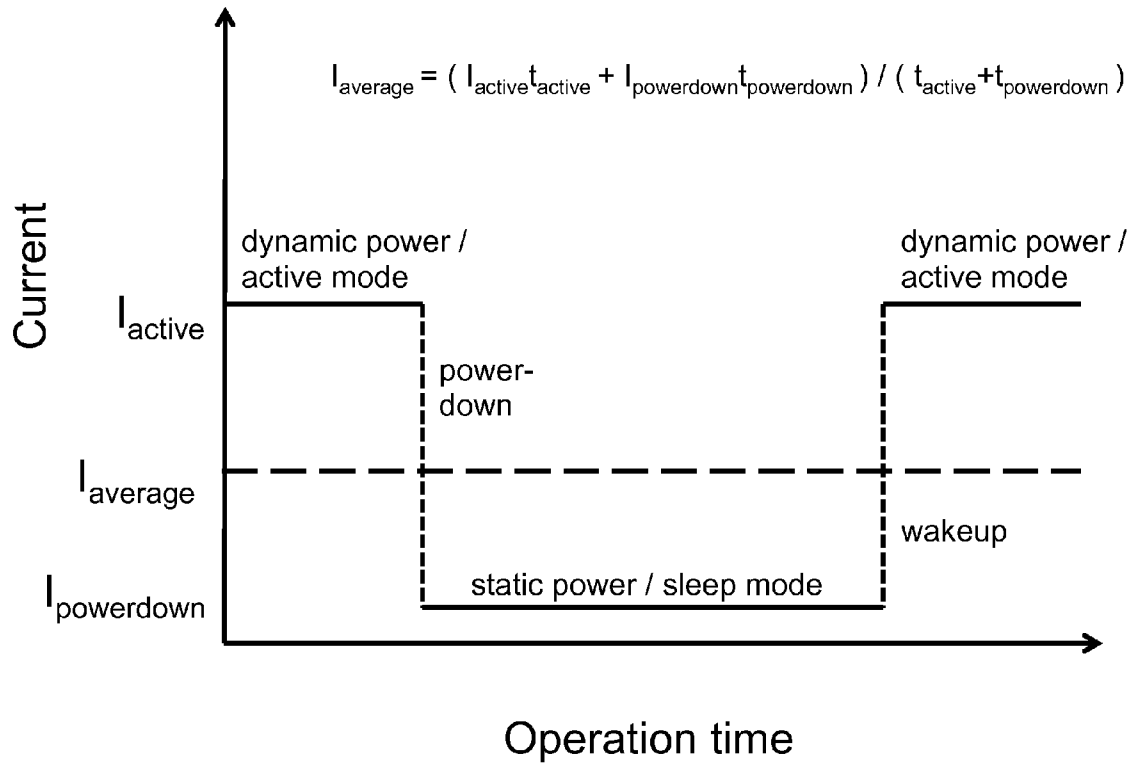 I_average = ( I_active t_active + I_powerdown t_powerdown ) / ( t_active+t_powerdown )
dynamic power /
active mode
dynamic power /
active mode
Current
I_active
power-
down
I_average
wakeup
static power / sleep mode
I_powerdown
Operation time